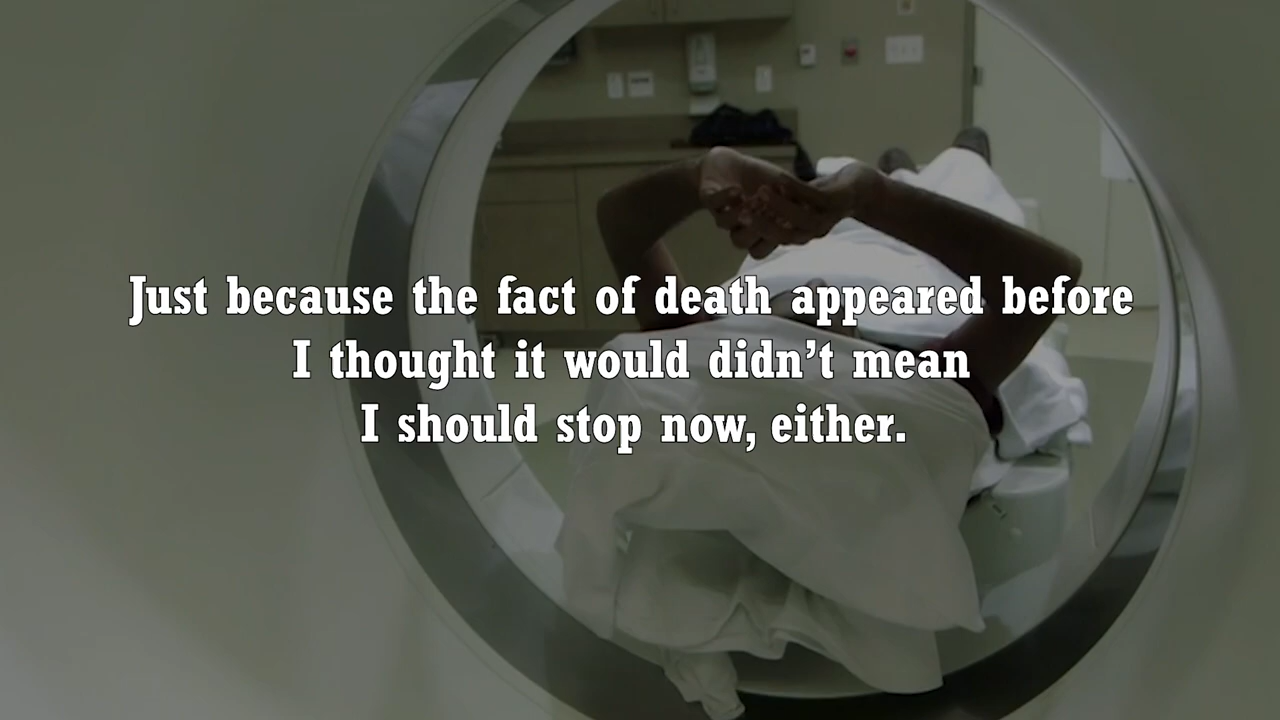 Just because the fact of death appeared before
I thought it would didn’t mean
I should stop now, either.